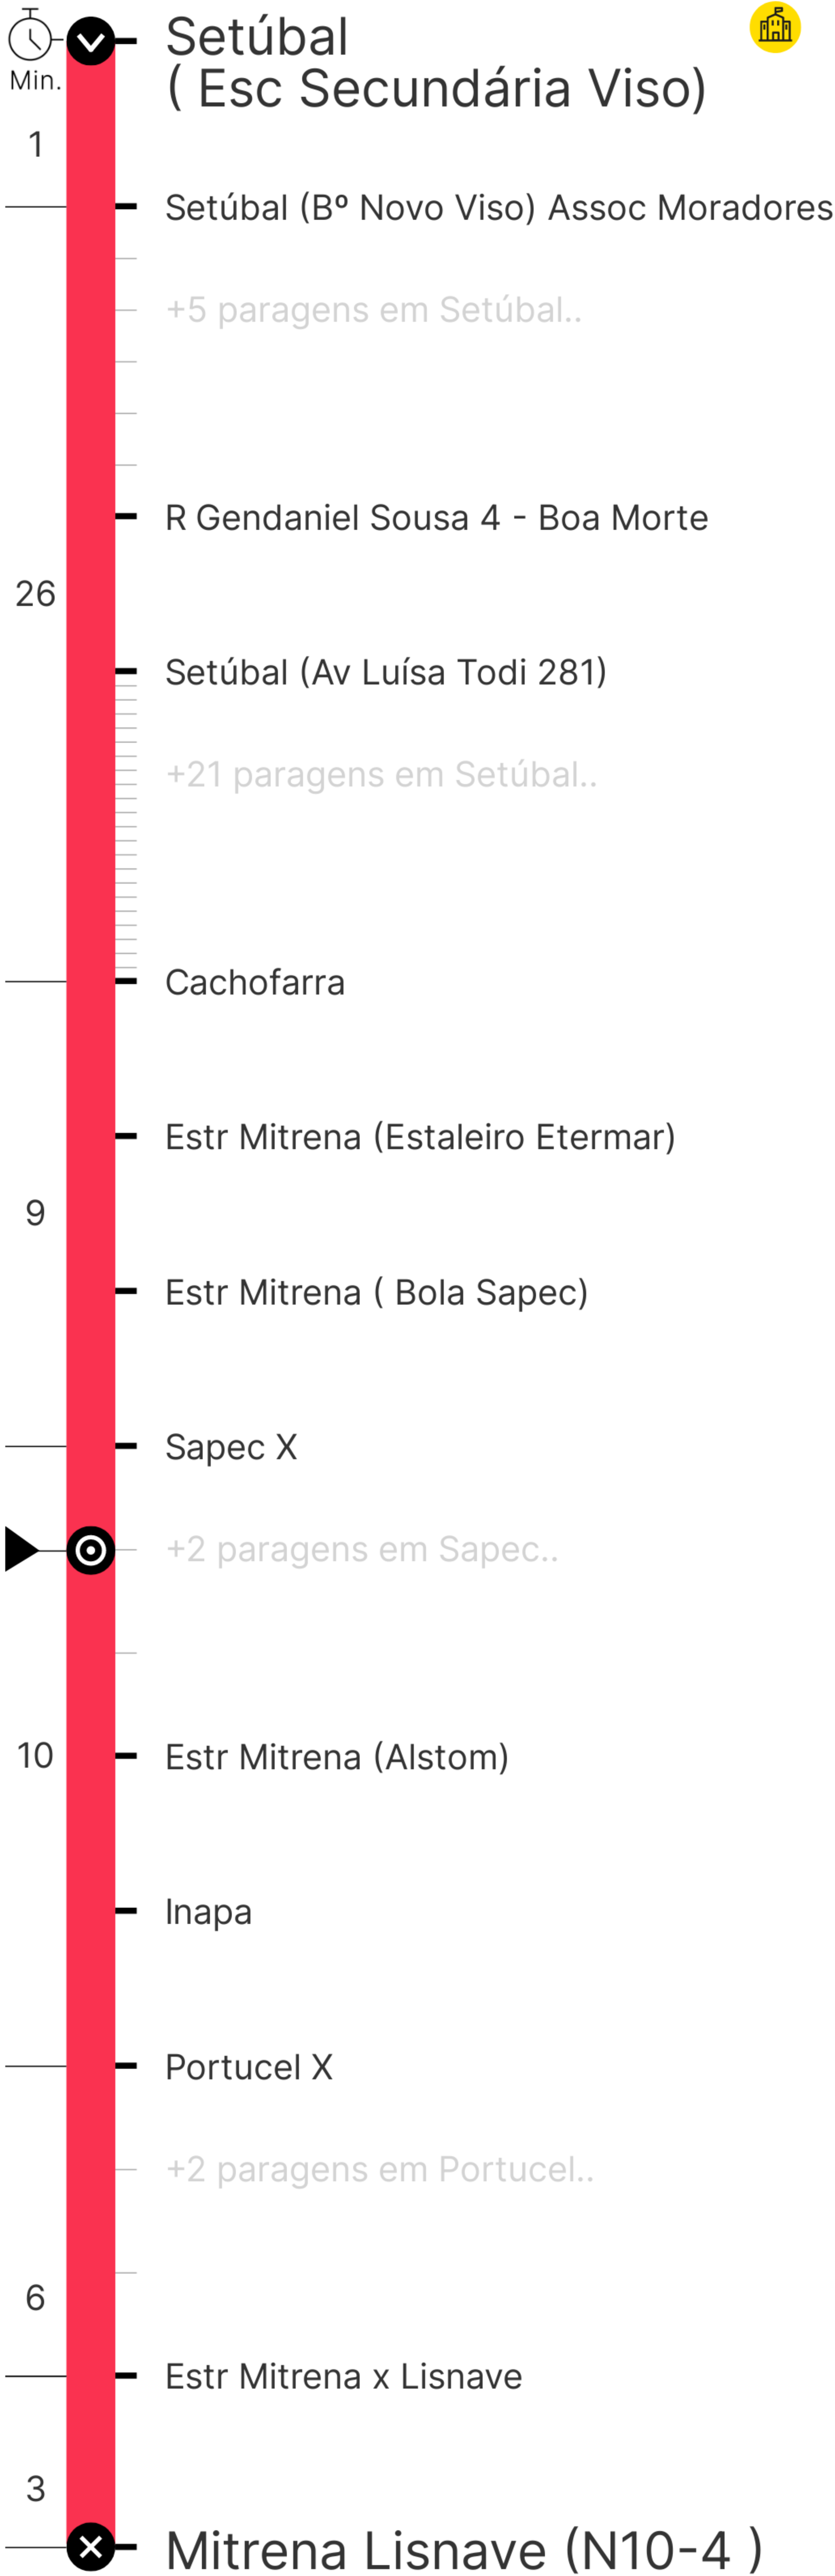 Setúbal
( Esc Secundária Viso)
Min.
1
Setúbal (Bº Novo Viso) Assoc Moradores
+5 paragens em Setúbal..
R Gendaniel Sousa 4 - Boa Morte
26
Setúbal (Av Luísa Todi 281)
+21 paragens em Setúbal..
Cachofarra
Estr Mitrena (Estaleiro Etermar)
9
Estr Mitrena ( Bola Sapec)
Sapec X
+2 paragens em Sapec..
10
Estr Mitrena (Alstom)
Inapa
Portucel X
+2 paragens em Portucel..
6
Estr Mitrena x Lisnave
3
Mitrena Lisnave (N10-4 )